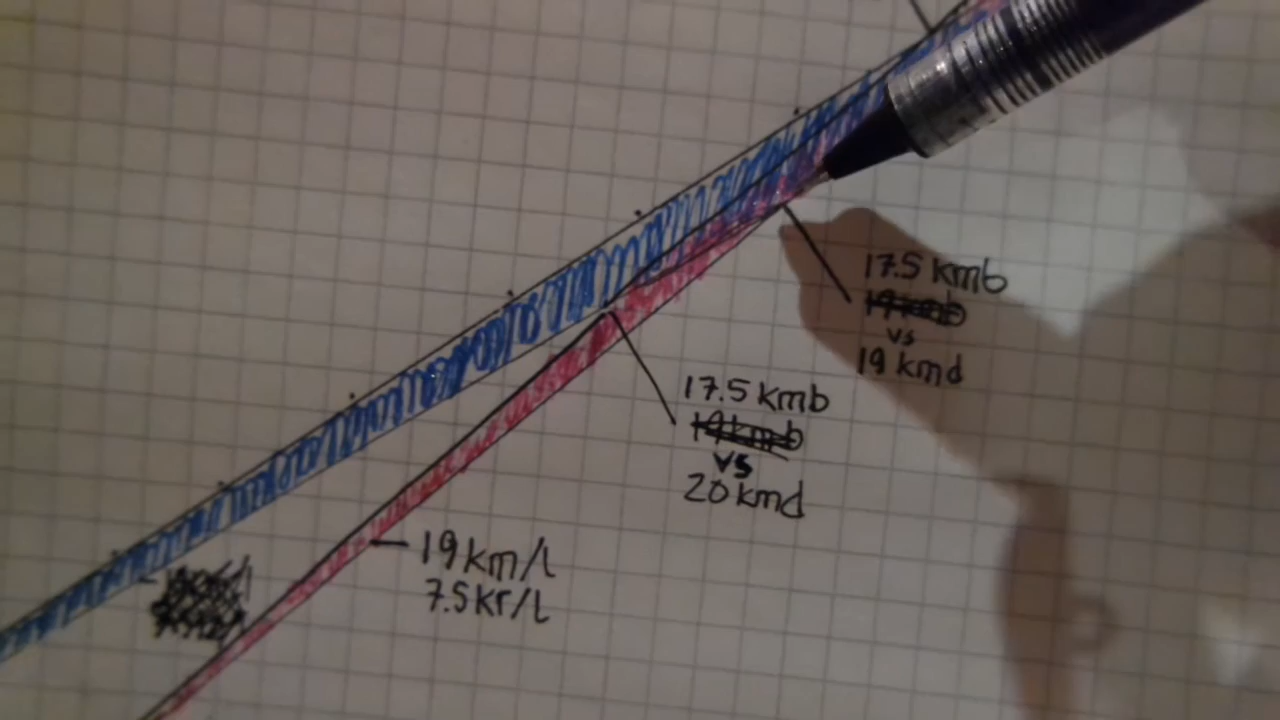 17.5 kmb
19 kmb
vs
19 kmd
17.5 kmb
19 kmb
vs
20 kmd
19 km/l
7.5 kr/l